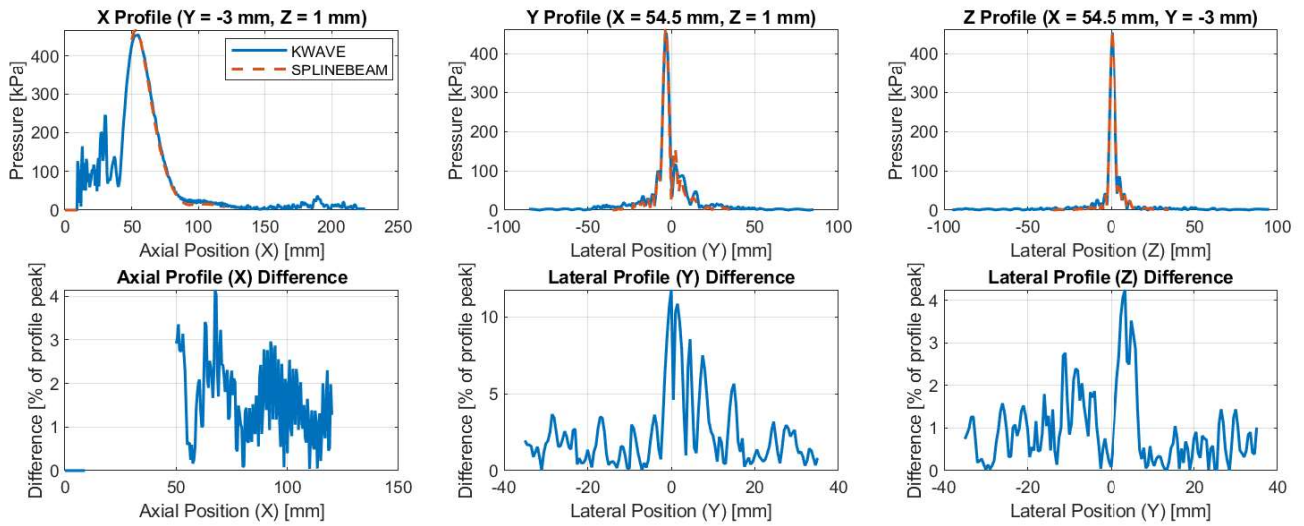 X Profile (Y = -3 mm, Z = 1 mm)
400
300
200
100
0
Pressure [kPa]
KWAVE
SPLINEBEAM
0 50 100 150 200 250
Axial Position (X) [mm]
Y Profile (X = 54.5 mm, Z = 1 mm)
400
300
200
100
0
Pressure [kPa]
-100 -50 0 50 100
Lateral Position (Y) [mm]
Z Profile (X = 54.5 mm, Y = -3 mm)
400
300
200
100
0
Pressure [kPa]
-100 -50 0 50 100
Lateral Position (Z) [mm]
Axial Profile (X) Difference
4
3
2
1
0
Difference [% of profile peak]
0 50 100 150
Axial Position (X) [mm]
Lateral Profile (Y) Difference
10
5
0
Difference [% of profile peak]
-40 -20 0 20 40
Lateral Position (Y) [mm]
Lateral Profile (Z) Difference
4
3
2
1
0
Difference [% of profile peak]
-40 -20 0 20 40
Lateral Position (Y) [mm]